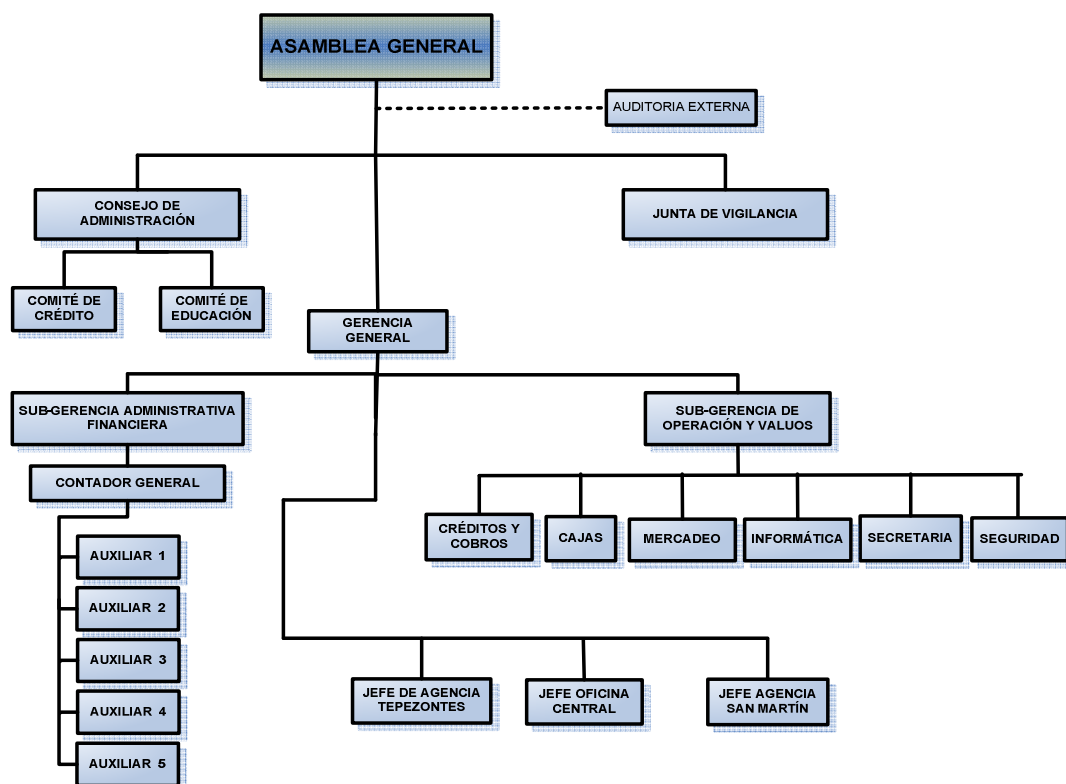 ASAMBLEA GENERAL
AUDITORIA EXTERNA
CONSEJO DE
ADMINISTRACIÓN
JUNTA DE VIGILANCIA
COMITÉ DE
CRÉDITO
COMITÉ DE
EDUCACIÓN
GERENCIA
GENERAL
SUB-GERENCIA ADMINISTRATIVA
FINANCIERA
SUB-GERENCIA DE
OPERACIÓN Y VALUOS
CONTADOR GENERAL
CRÉDITOS Y
COBROS
CAJAS
MERCADEO
INFORMÁTICA
SECRETARIA
SEGURIDAD
AUXILIAR 1
AUXILIAR 2
AUXILIAR 3
AUXILIAR 4
AUXILIAR 5
JEFE DE AGENCIA
TEPEZONTES
JEFE OFICINA
CENTRAL
JEFE AGENCIA
SAN MARTÍN